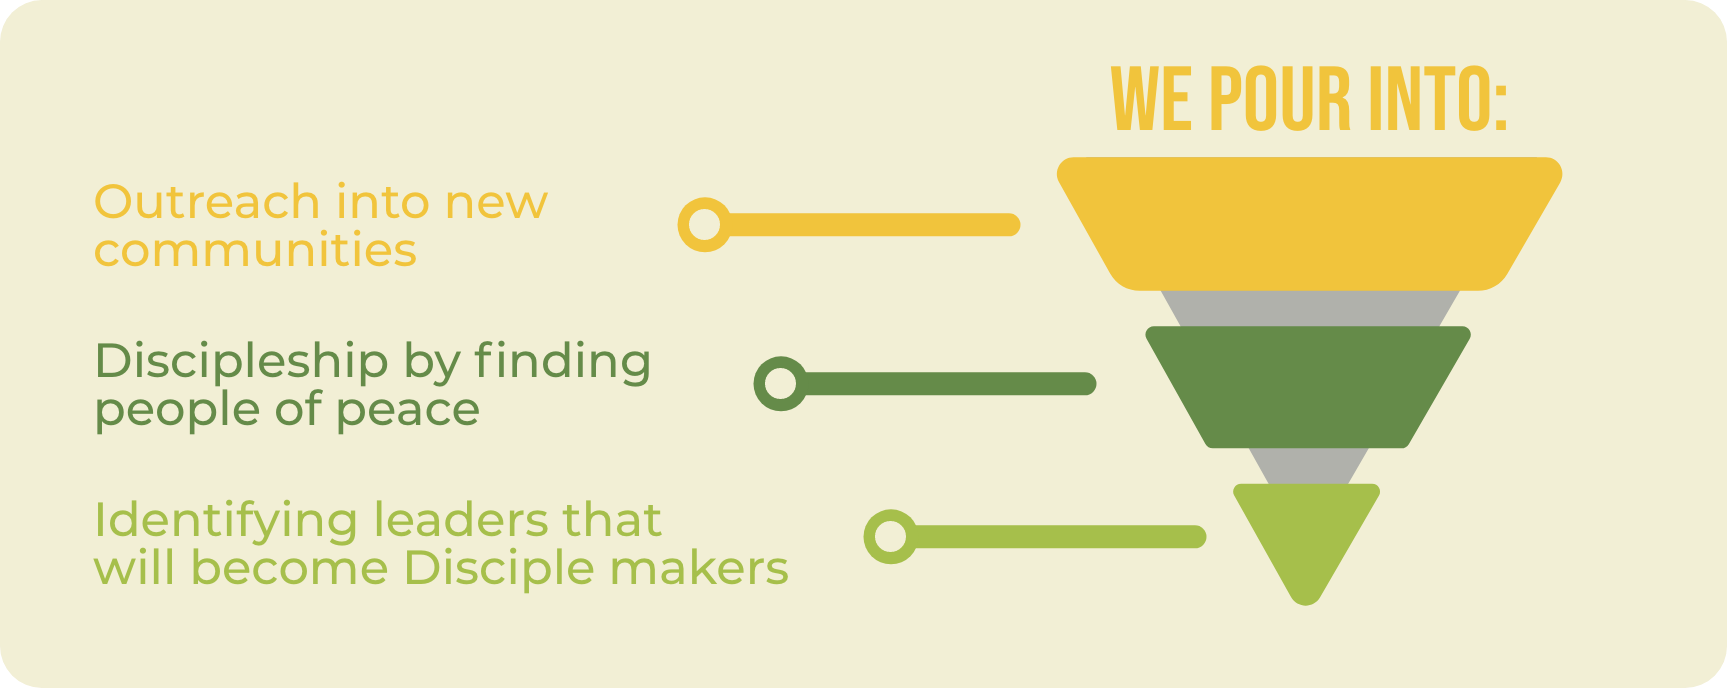 WE POUR INTO:
Outreach into new
communities
Discipleship by finding
people of peace
Identifying leaders that
will become Disciple makers